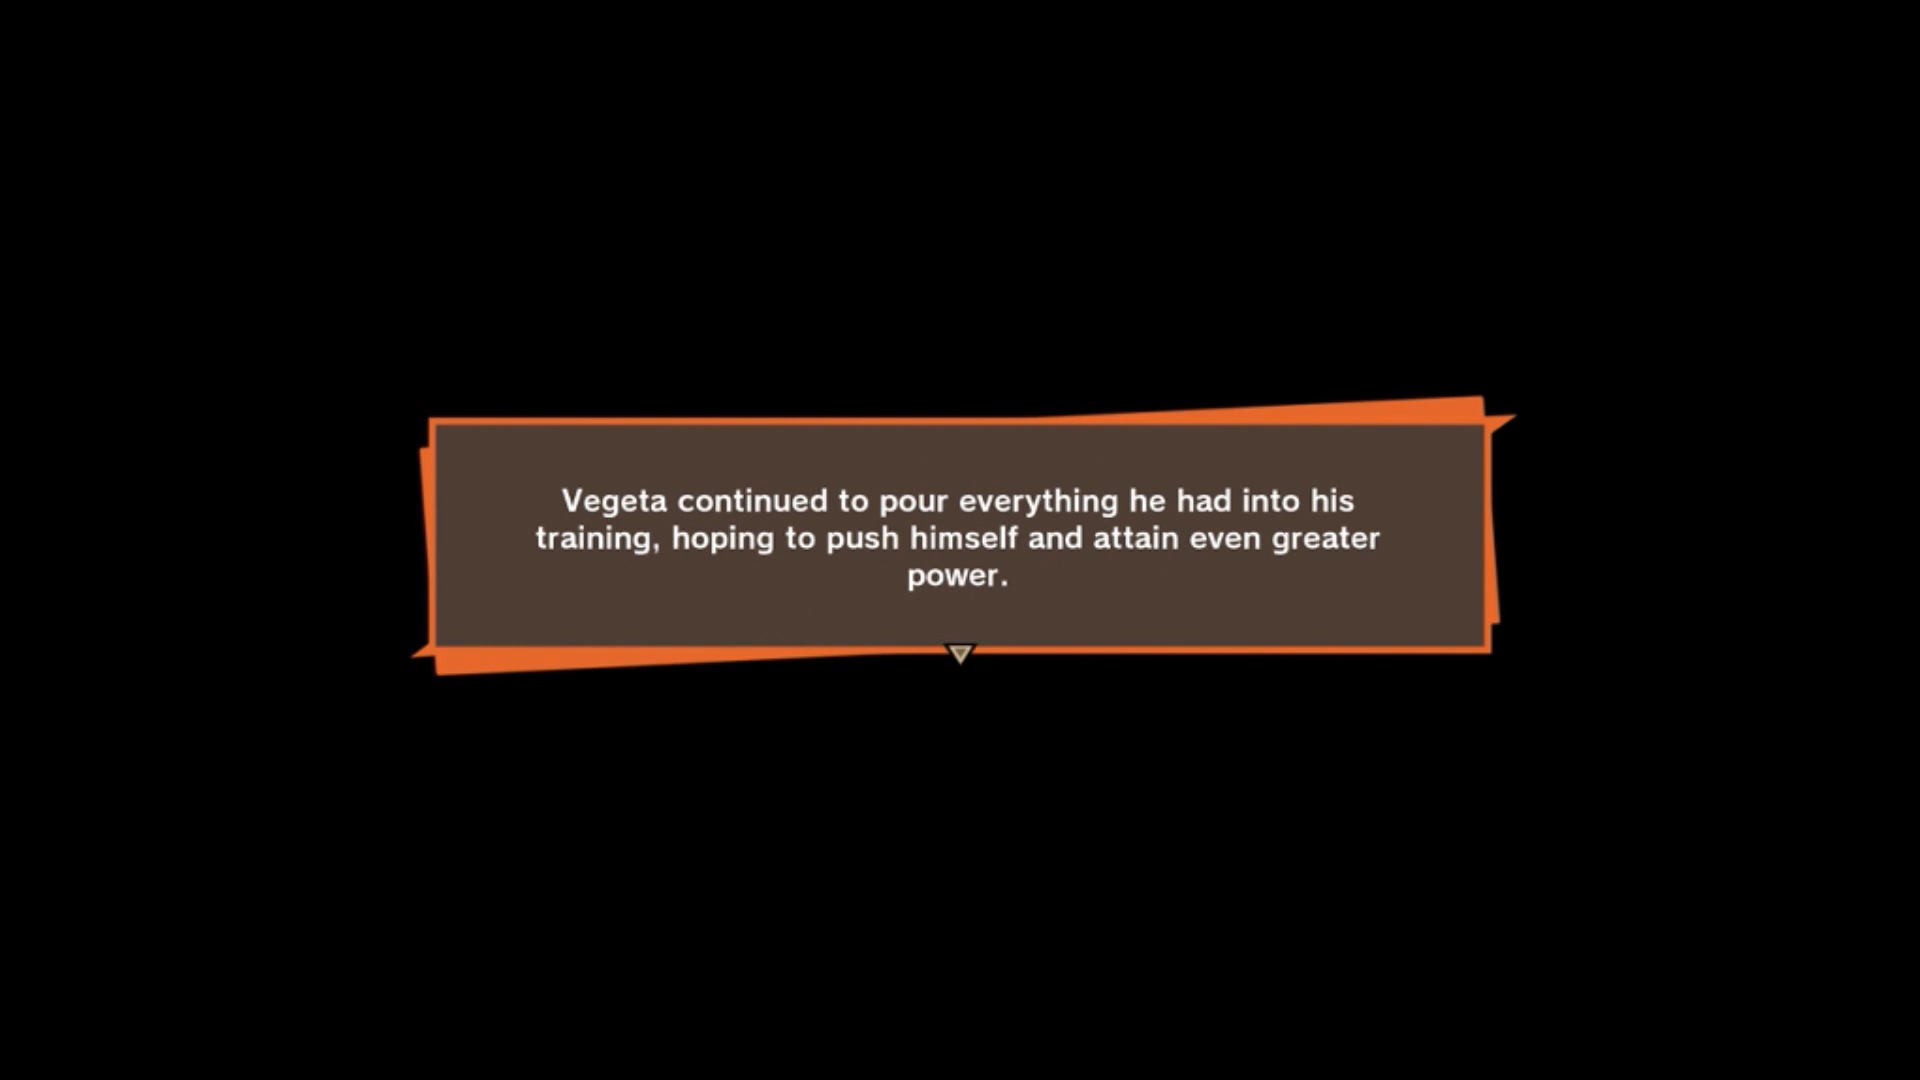 Vegeta continued to pour everything he had into his
training, hoping to push himself and attain even greater
power.